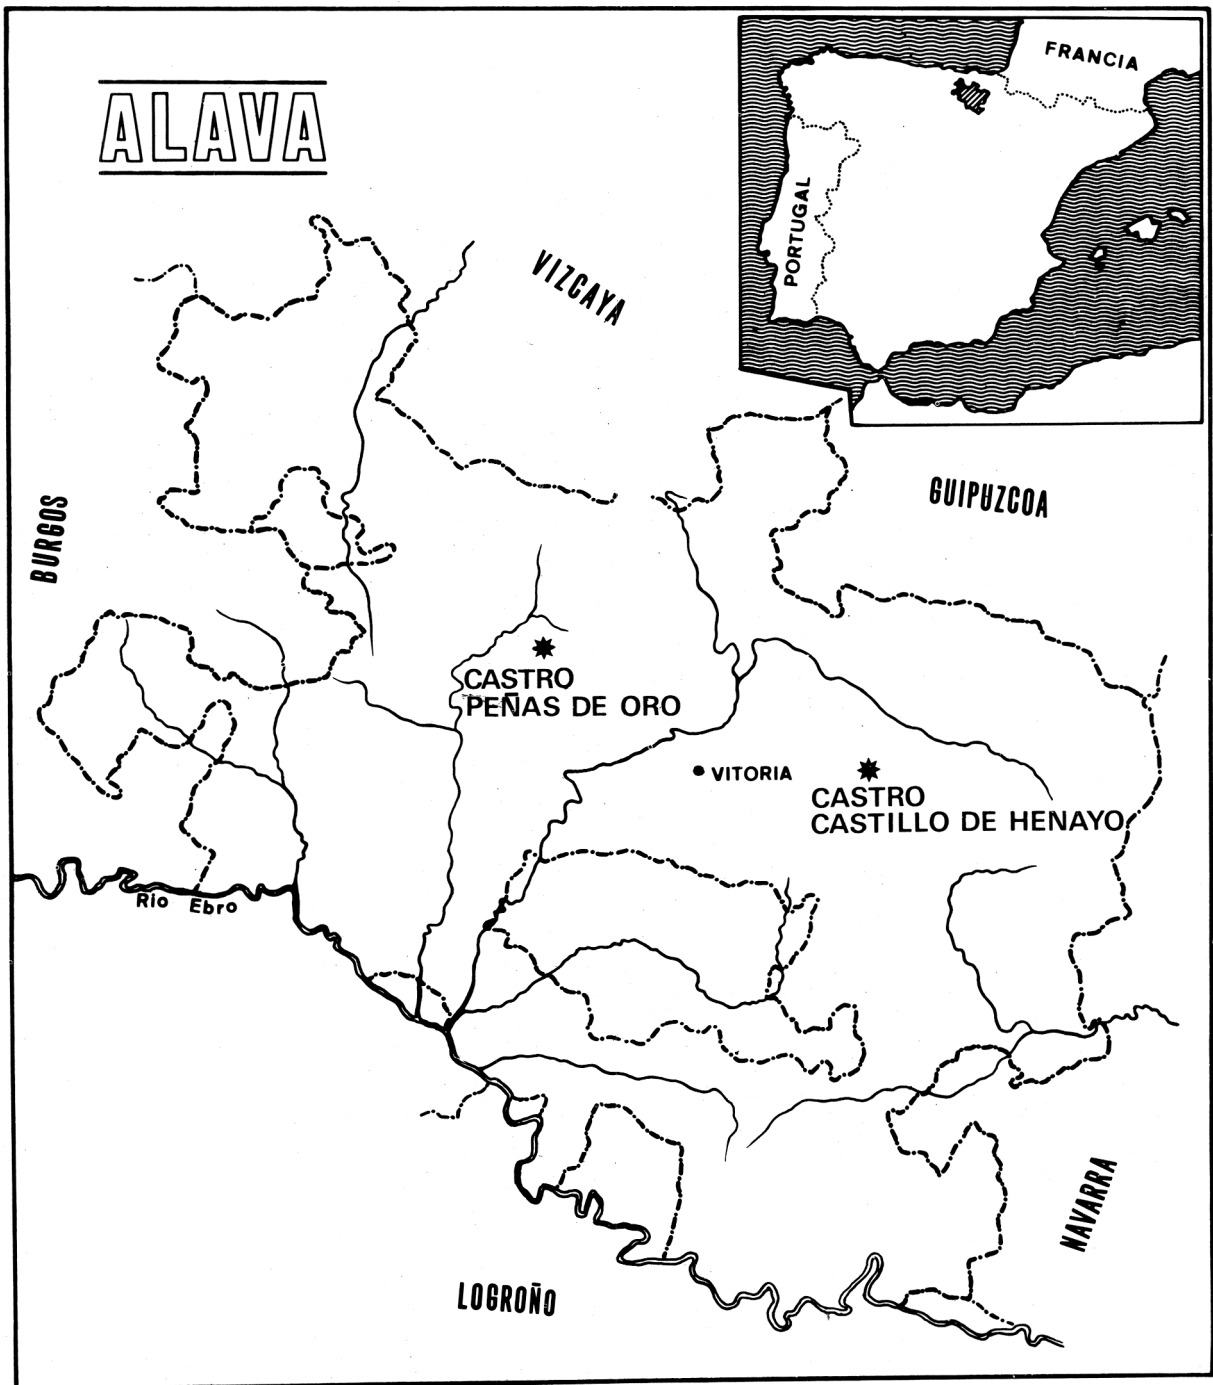 ALAVA
FRANCIA
PORTUGAL
VIZCAYA
GUIPUZCOA
BURGOS
CASTRO
PEÑAS DE ORO
VITORIA
CASTRO
CASTILLO DE HENAYO
Rio Ebro
NAVARRA
LOGROÑO